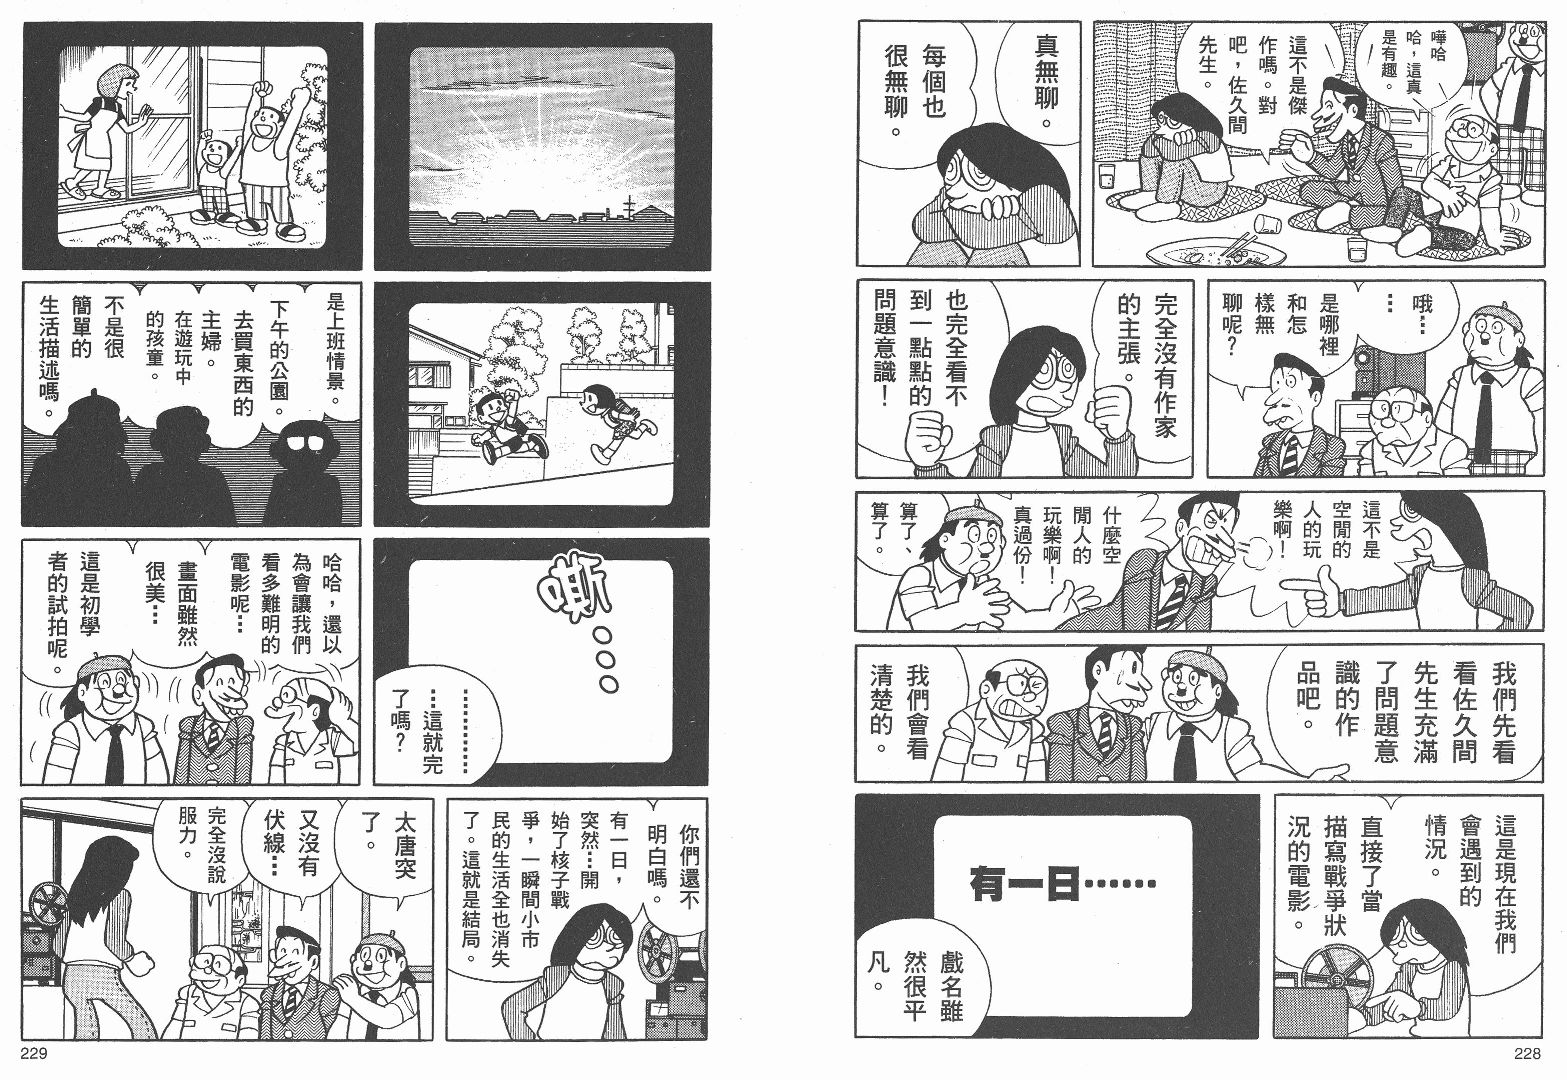 嘩哈
哈，這真
是有趣。
這不是傑
作嗎。對
吧，佐久間
先生。
真無聊。
每個也
很無聊。
哦⋯
⋯
是哪裡
和怎
樣無
聊呢?
完全沒有作家
的主張。
也完全看不
到一點點的
問題意識！
這不是
空閒的
人的玩
樂啊！
什麼空
閒人的
玩樂啊！
真過份！
算了、
算了。
我們先看
看佐久間
先生充滿
了問題意
識的作
品吧。
我們會看
清楚的。
這是現在我們
會遇到的
情況。
直接了當
描寫戰爭狀
況的電影。
有一日⋯⋯
戲名雖
然很平
凡。
228
是上班情景。
下午的公園。
去買東西的
主婦。
在遊玩中
的孩童。
不是很
簡單的
生活描述嗎。
嘶
⋯⋯⋯⋯
⋯⋯這就完
了嗎?
哈哈，還以
為會讓我們
看多難明的
電影呢⋯
畫面雖然
很美⋯
這是初學
者的試拍呢。
你們還不
明白嗎。
有一日，
突然⋯開
始了核子戰
爭，一瞬間小市
民的生活全也消失
了。這就是結局。
太唐突
了。
又沒有
伏線⋯
完全沒說
服力。
229